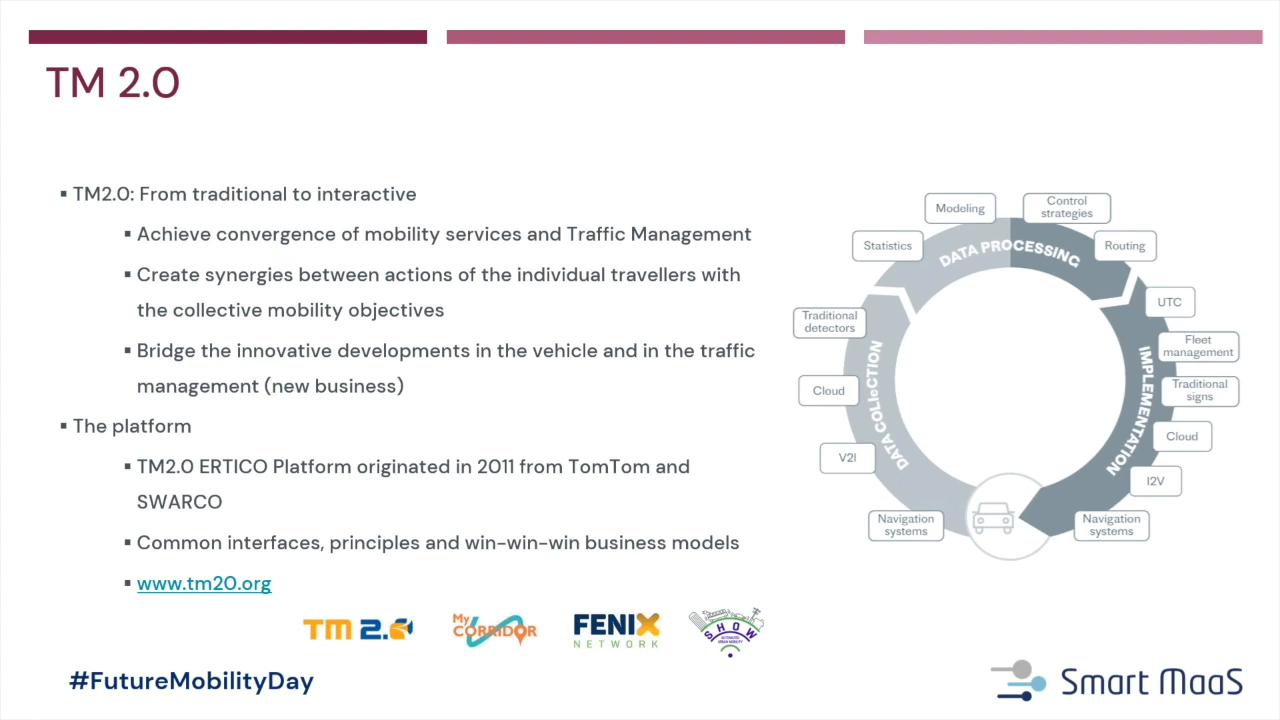 TM 2.0
▪ TM2.0: From traditional to interactive
▪ Achieve convergence of mobility services and Traffic Management
▪ Create synergies between actions of the individual travellers with
the collective mobility objectives
▪ Bridge the innovative developments in the vehicle and in the traffic
management (new business)
▪ The platform
▪ TM2.0 ERTICO Platform originated in 2011 from TomTom and
SWARCO
▪ Common interfaces, principles and win-win-win business models
▪ www.tm20.org
Modeling
Control
strategies
Statistics
DATA PROCESSING
Routing
UTC
Traditional
detectors
Fleet
management
DATA COLLECTION
IMPLEMENTATION
Cloud
Traditional
signs
Cloud
V2I
I2V
Navigation
systems
Navigation
systems
TM 2.0
My
CORRIDOR
FENIX
NETWORK
SHOW
#FutureMobilityDay
Smart MaaS